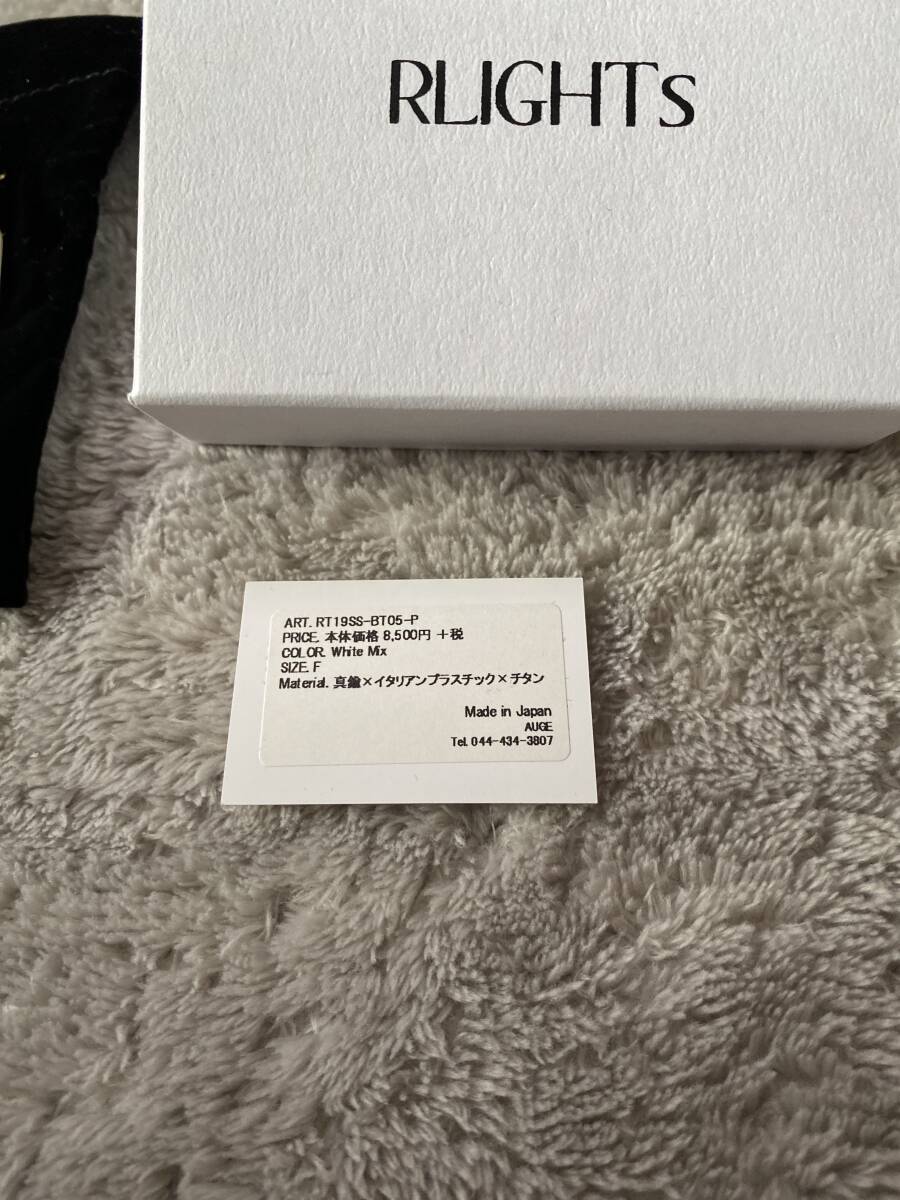 RLIGHTs
ART. RT19SS-BT05-P
PRICE. 本体価格 8,500円 +税
COLOR. White Mix
SIZE. F
Material. 真鍮×イタリアンプラスチック×チタン
Made in Japan
AUGE
Tel. 044-434-3807